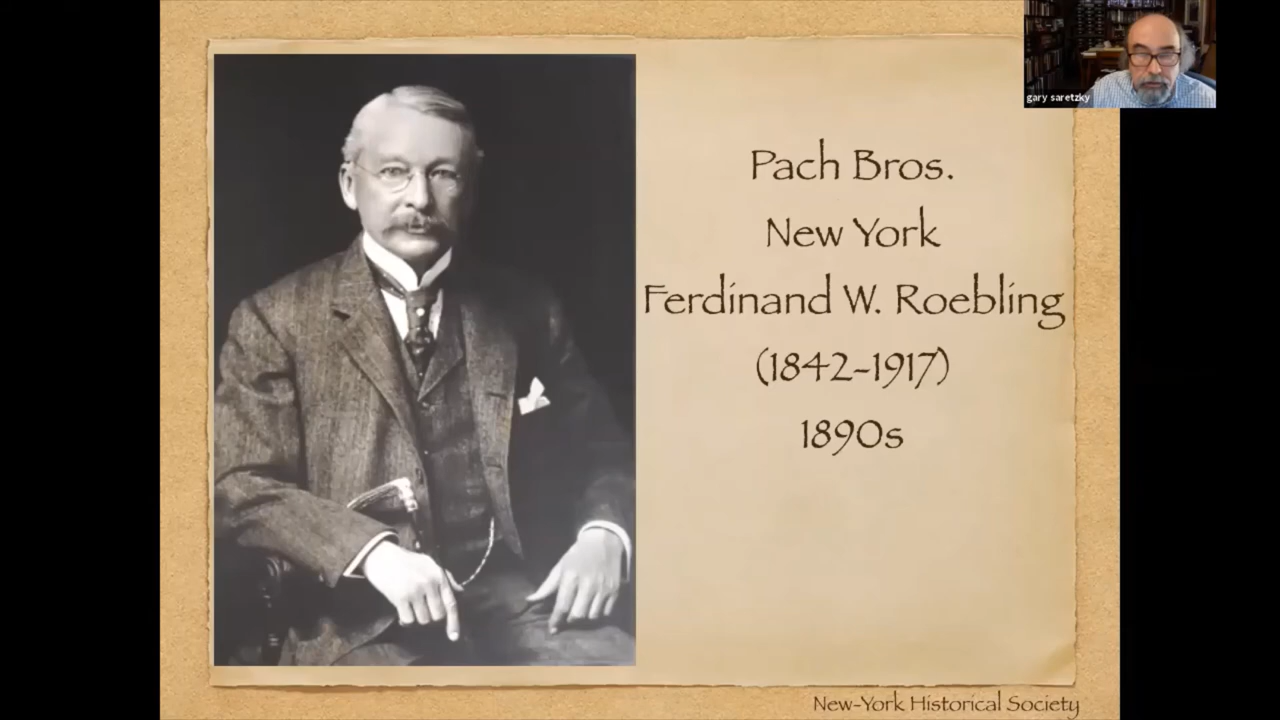 gary saretzky
Pach Bros.
New York
Ferdinand W. Roebling
(1842-1917)
1890s
New-York Historical Society